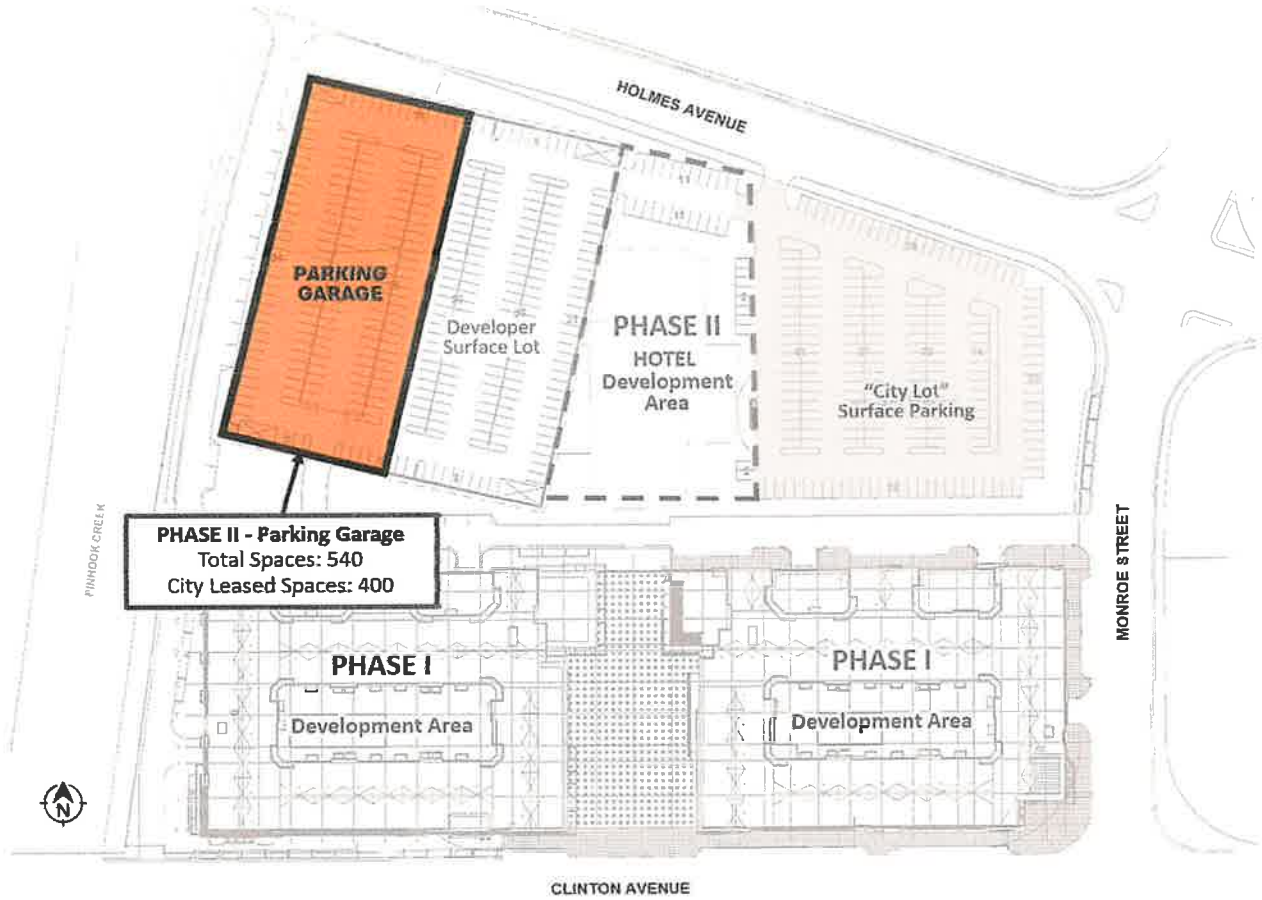 HOLMES AVENUE
PARKING
GARAGE
Developer
Surface Lot
PHASE II
HOTEL
Development
Area
"City Lot"
Surface Parking
PINHOOK CREEK
PHASE II - Parking Garage
Total Spaces: 540
City Leased Spaces: 400
MONROE STREET
PHASE I
Development Area
PHASE I
Development Area
N
CLINTON AVENUE